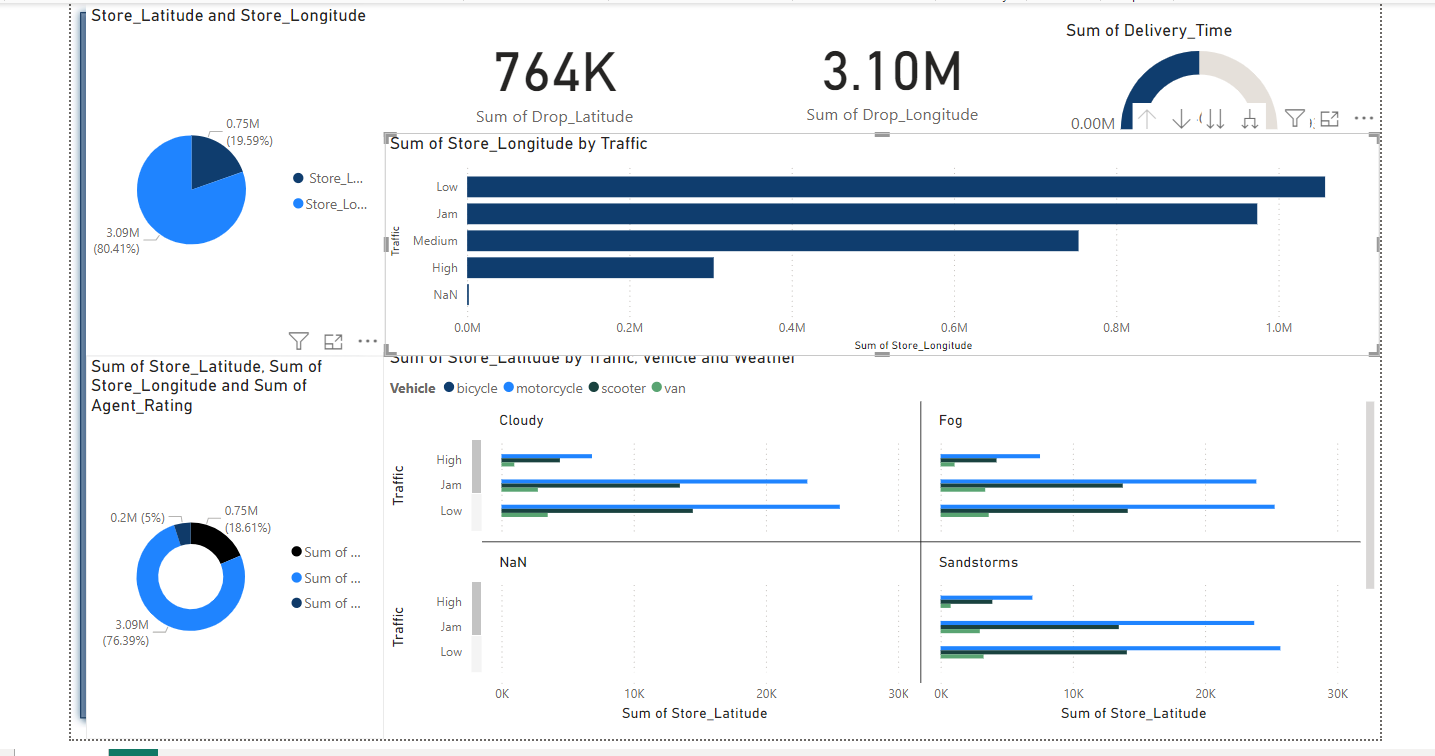 Store_Latitude and Store_Longitude
0.75M
(19.59%)
3.09M
(80.41%)
Store_L...
Store_Lo...
764K
Sum of Drop_Latitude
3.10M
Sum of Drop_Longitude
Sum of Delivery_Time
0.00M
Sum of Store_Longitude by Traffic
Traffic
Low
Jam
Medium
High
NaN
0.0M 0.2M 0.4M 0.6M 0.8M 1.0M
Sum of Store_Longitude
Sum of Store_Latitude, Sum of
Store_Longitude and Sum of
Agent_Rating
0.2M (5%)
0.75M
(18.61%)
3.09M
(76.39%)
Sum of ...
Sum of ...
Sum of ...
Sum of Store_Latitude by Traffic, Vehicle and Weather
Vehicle bicycle motorcycle scooter van
Cloudy
Traffic
High
Jam
Low
Fog
NaN
Traffic
High
Jam
Low
Sandstorms
0K 10K 20K 30K
Sum of Store_Latitude
0K 10K 20K 30K
Sum of Store_Latitude